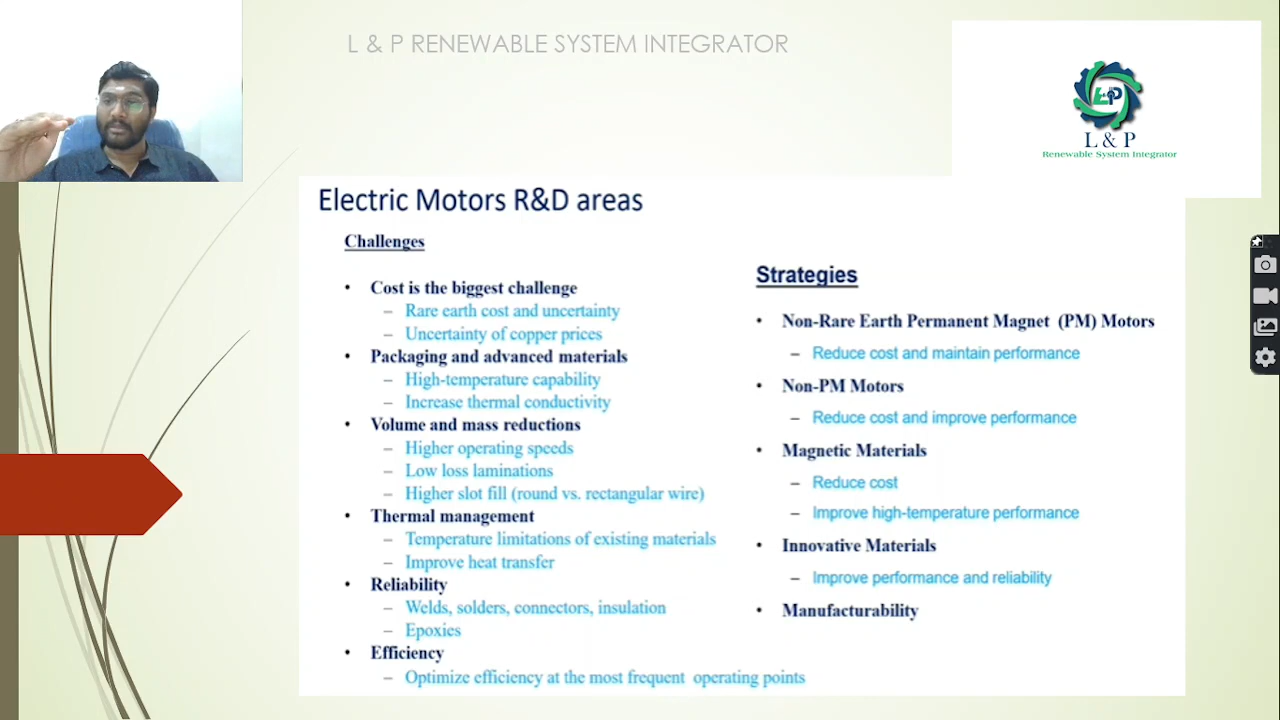 L & P RENEWABLE SYSTEM INTEGRATOR
L&P
L & P
Renewable System Integrator
Electric Motors R&D areas
Challenges
• Cost is the biggest challenge
– Rare earth cost and uncertainty
– Uncertainty of copper prices
• Packaging and advanced materials
– High-temperature capability
– Increase thermal conductivity
• Volume and mass reductions
– Higher operating speeds
– Low loss laminations
– Higher slot fill (round vs. rectangular wire)
• Thermal management
– Temperature limitations of existing materials
– Improve heat transfer
• Reliability
– Welds, solders, connectors, insulation
– Epoxies
• Efficiency
– Optimize efficiency at the most frequent operating points
Strategies
• Non-Rare Earth Permanent Magnet (PM) Motors
– Reduce cost and maintain performance
• Non-PM Motors
– Reduce cost and improve performance
• Magnetic Materials
– Reduce cost
– Improve high-temperature performance
• Innovative Materials
– Improve performance and reliability
• Manufacturability